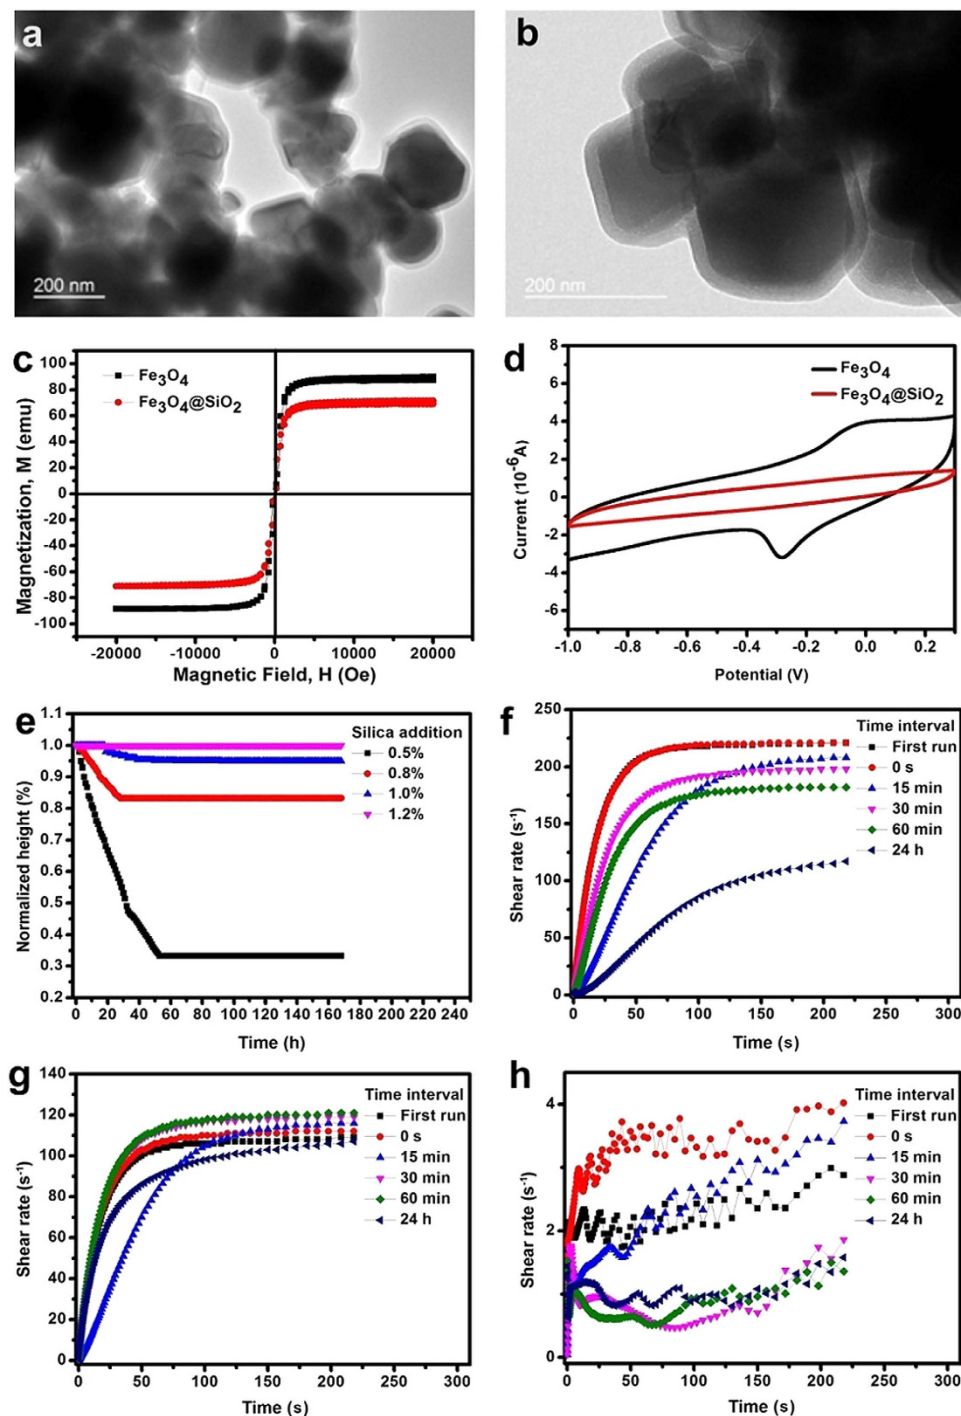 a
200 nm
b
200 nm
c
Magnetization, M (emu)
100
80
60
40
20
0
-20
-40
-60
-80
-100
Fe₃O₄
Fe₃O₄@SiO₂
-20000 -10000 0 10000 20000
Magnetic Field, H (Oe)
d
Current (10⁻⁶A)
8
6
4
2
0
-2
-4
-6
Fe₃O₄
Fe₃O₄@SiO₂
-1.0 -0.8 -0.6 -0.4 -0.2 0.0 0.2
Potential (V)
e
Normalized height (%)
1.1
1.0
0.9
0.8
0.7
0.6
0.5
0.4
0.3
0.2
Silica addition
0.5%
0.8%
1.0%
1.2%
0 20 40 60 80 100 120 140 160 180 200 220 240
Time (h)
f
Shear rate (s⁻¹)
250
200
150
100
50
0
Time interval
First run
0 s
15 min
30 min
60 min
24 h
0 50 100 150 200 250 300
Time (s)
g
Shear rate (s⁻¹)
140
120
100
80
60
40
20
0
Time interval
First run
0 s
15 min
30 min
60 min
24 h
0 50 100 150 200 250 300
Time (s)
h
Shear rate (s⁻¹)
4
2
0
Time interval
First run
0 s
15 min
30 min
60 min
24 h
0 50 100 150 200 250 300
Time (s)